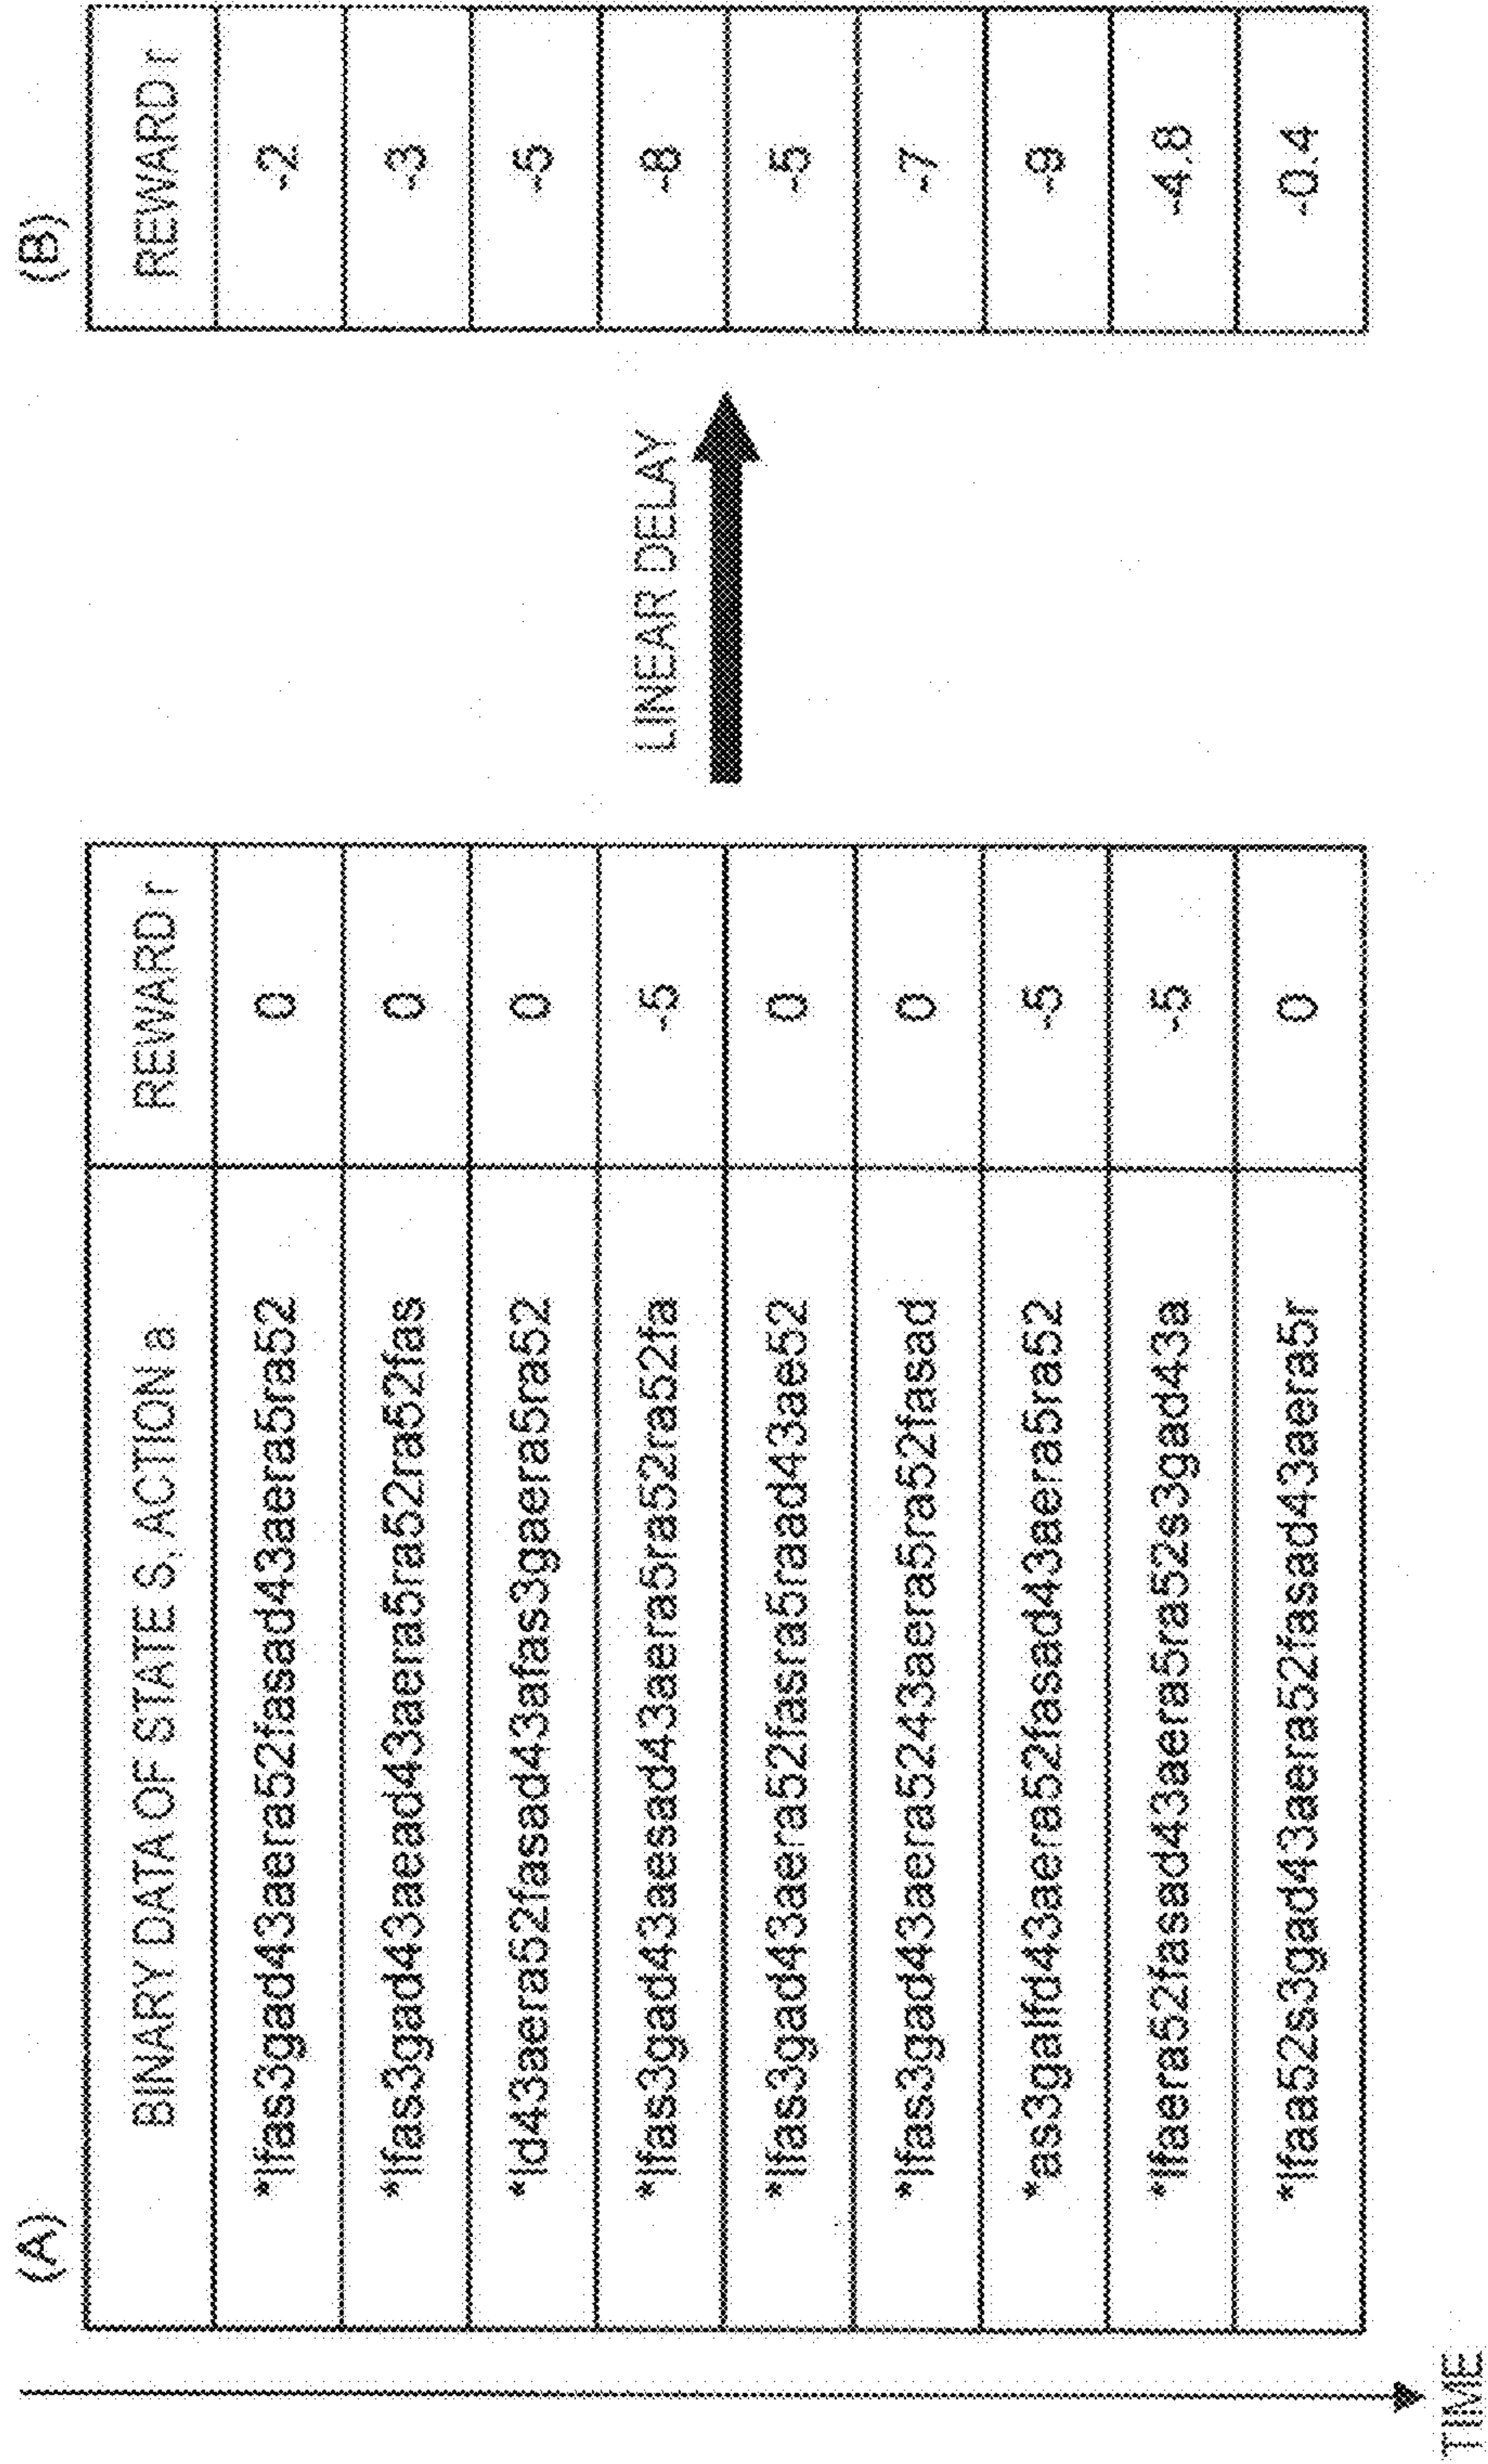 (A)
BINARY DATA OF STATE S, ACTION a REWARD r
*lfas3gad43aera52fasad43aera5ra52 0
*lfas3gad43aead43aera5ra52ra52fas 0
*ld43aera52fasad43afas3gaera5ra52 0
*lfas3gad43aesad43aera5ra52ra52fa -5
*lfas3gad43aera52fasra5raad43ae52 0
*lfas3gad43aera5243aera5ra52fasad 0
*as3galfd43aera52fasad43aera5ra52 -5
*lfaera52fasad43aera5ra52s3gad43a -5
*lfaa52s3gad43aera52fasad43aera5r 0
TIME
LINEAR DELAY
(B)
REWARD r
-2
-3
-5
-8
-5
-7
-9
-4.8
-0.4